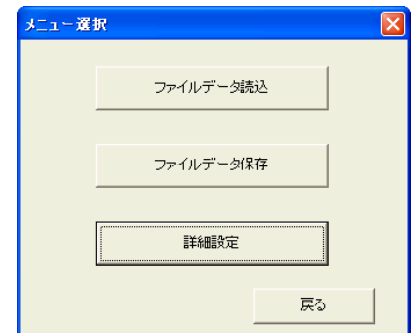 メニュー選択
ファイルデータ読込
ファイルデータ保存
詳細設定
戻る